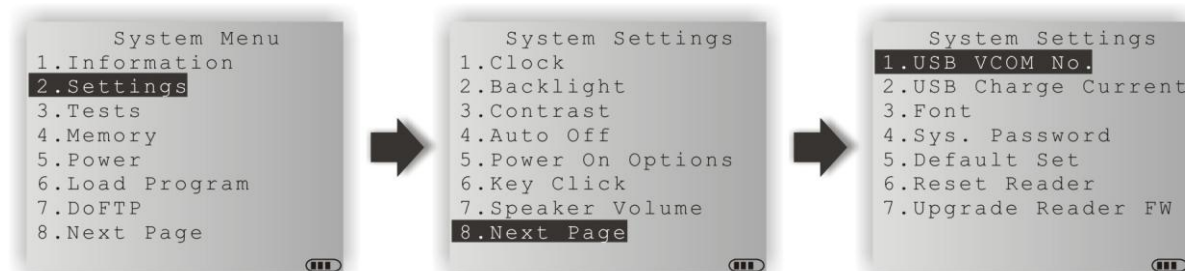 System Menu
1.Information
2.Settings
3.Tests
4.Memory
5.Power
6.Load Program
7.DoFTP
8.Next Page
System Settings
1.Clock
2.Backlight
3.Contrast
4.Auto Off
5.Power On Options
6.Key Click
7.Speaker Volume
8.Next Page
System Settings
1.USB VCOM No.
2.USB Charge Current
3.Font
4.Sys. Password
5.Default Set
6.Reset Reader
7.Upgrade Reader FW